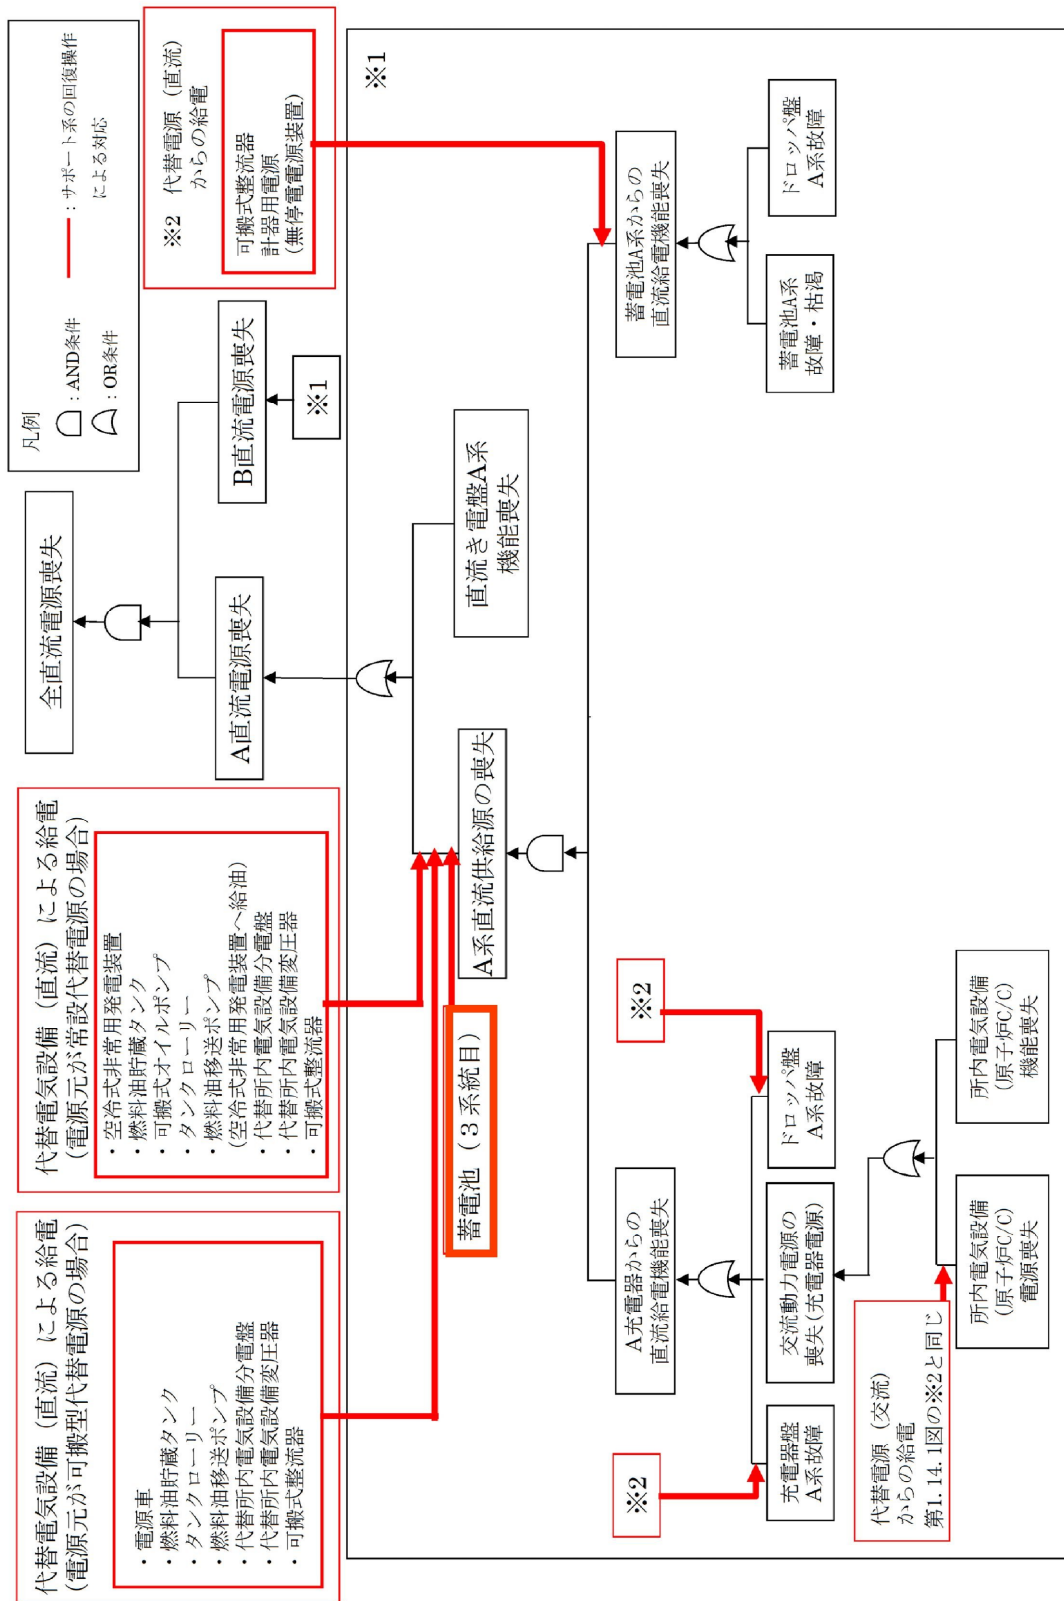 代替電気設備（直流）による給電
（電源元が可搬型代替電源の場合）
・電源車
・燃料油貯蔵タンク
・タンクローリー
・燃料油移送ポンプ
・代替所内電気設備分電盤
・代替所内電気設備変圧器
・可搬式整流器
代替電気設備（直流）による給電
（電源元が常設代替電源の場合）
・空冷式非常用発電装置
・燃料油貯蔵タンク
・可搬式オイルポンプ
・タンクローリー
・燃料油移送ポンプ
（空冷式非常用発電装置へ給油）
・代替所内電気設備分電盤
・代替所内電気設備変圧器
・可搬式整流器
全直流電源喪失
A直流電源喪失
B直流電源喪失
※1
凡例
：AND条件
：OR条件
：サポート系の回復操作
による対応
※2　代替電源（直流）
からの給電
可搬式整流器
計器用電源
（無停電電源装置）
※1
蓄電池（３系統目）
A系直流供給源の喪失
直流き電盤A系
機能喪失
A充電器からの
直流給電機能喪失
蓄電池A系からの
直流給電機能喪失
※2
※2
充電器盤
A系故障
交流動力電源の
喪失（充電器電源）
ドロッパ盤
A系故障
蓄電池A系
故障・枯渇
ドロッパ盤
A系故障
代替電源（交流）
からの給電
第1.14.1図の※2と同じ
所内電気設備
（原子炉C/C）
電源喪失
所内電気設備
（原子炉C/C）
機能喪失